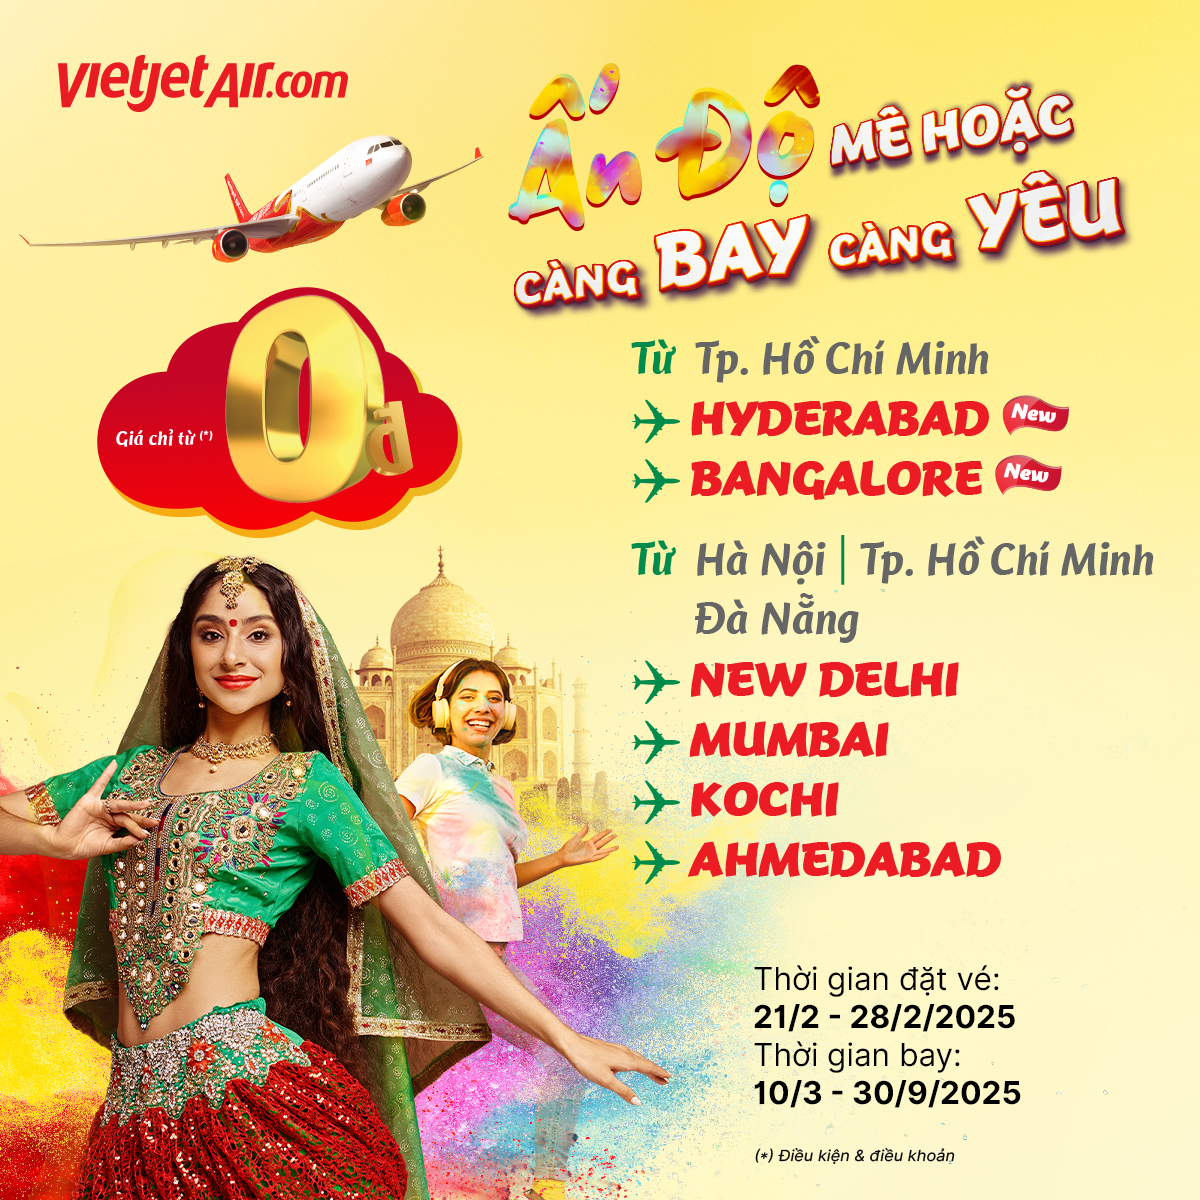 vietjetAir.com
Ấn Độ MÊ HOẶC
CÀNG BAY CÀNG YÊU
Giá chỉ từ (*)
0đ
Từ Tp. Hồ Chí Minh
HYDERABAD New
BANGALORE New
Từ Hà Nội | Tp. Hồ Chí Minh
Đà Nẵng
NEW DELHI
MUMBAI
KOCHI
AHMEDABAD
Thời gian đặt vé:
21/2 - 28/2/2025
Thời gian bay:
10/3 - 30/9/2025
(*) Điều kiện & điều khoản